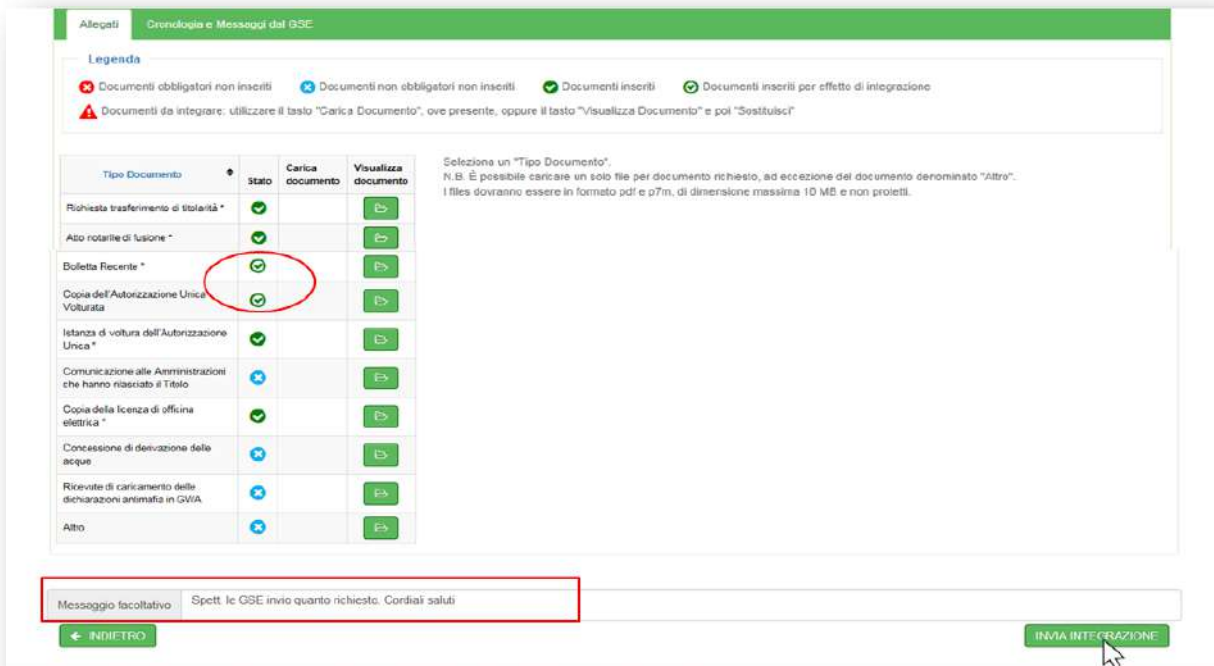 Allegati Cronologia e Messaggi dal GSE
Legenda
Documenti obbligatori non inseriti Documenti non obbligatori non inseriti Documenti inseriti Documenti inseriti per effetto di integrazione
Documenti da integrare: utilizzare il tasto "Carica Documento", ove presente, oppure il tasto "Visualizza Documento" e poi "Sostituisci"
Tipo Documento Stato Carica documento Visualizza documento
Seleziona un "Tipo Documento".
N.B. È possibile caricare un solo file per documento richiesto, ad eccezione del documento denominato "Altro".
I files dovranno essere in formato pdf e p7m, di dimensione massima 10 MB e non protetti.
Richiesta trasferimento di titolarità *
Atto notarile di fusione *
Bolletta Recente *
Copia dell'Autorizzazione Unica
Volturata
Istanza di voltura dell'Autorizzazione
Unica *
Comunicazione alle Amministrazioni
che hanno rilasciato il Titolo
Copia della licenza di officina
elettrica *
Concessione di derivazione delle
acque
Ricevute di caricamento delle
dichiarazioni antimafia in GWA
Altro
Messaggio facoltativo Spett. le GSE invio quanto richiesto. Cordiali saluti
INDIETRO INVIA INTEGRAZIONE